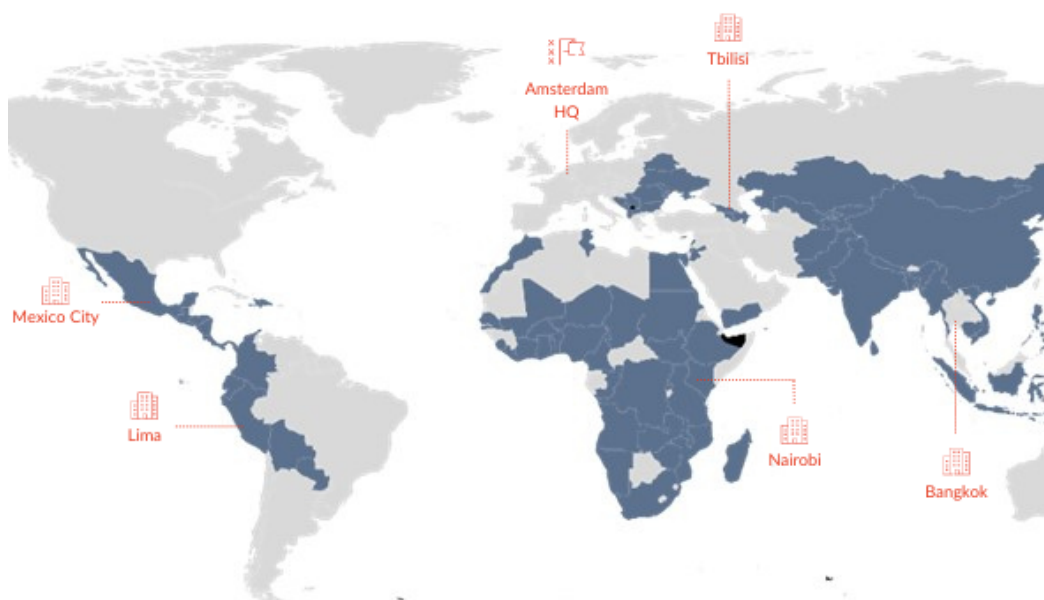 Tbilisi
Amsterdam
HQ
Mexico City
Lima
Nairobi
Bangkok